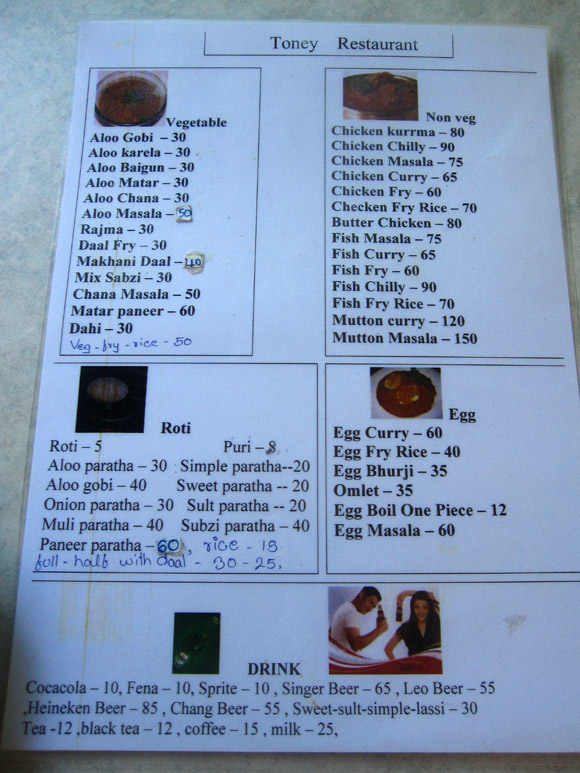 Toney Restaurant
Vegetable
Aloo Gobi – 30
Aloo karela – 30
Aloo Baigun – 30
Aloo Matar – 30
Aloo Chana – 30
Aloo Masala – 50
Rajma – 30
Daal Fry – 30
Makhani Daal – 40
Mix Sabzi – 30
Chana Masala – 50
Matar paneer – 60
Dahi – 30
Veg - fry - rice - 50
Non veg
Chicken kurrma – 80
Chicken Chilly – 90
Chicken Masala – 75
Chicken Curry – 65
Chicken Fry – 60
Checken Fry Rice – 70
Butter Chicken – 80
Fish Masala – 75
Fish Curry – 65
Fish Fry – 60
Fish Chilly – 90
Fish Fry Rice – 70
Mutton curry – 120
Mutton Masala – 150
Roti
Roti – 5 Puri – 8
Aloo paratha – 30 Simple paratha--20
Aloo gobi – 40 Sweet paratha -- 20
Onion paratha – 30 Sult paratha -- 20
Muli paratha – 40 Subzi paratha – 40
Paneer paratha – 60, rice - 15
full - half with daal - 30 - 25,
Egg
Egg Curry – 60
Egg Fry Rice – 40
Egg Bhurji – 35
Omlet – 35
Egg Boil One Piece – 12
Egg Masala – 60
DRINK
Cocacola – 10, Fena – 10, Sprite – 10 , Singer Beer – 65 , Leo Beer – 55
,Heineken Beer – 85 , Chang Beer – 55 , Sweet-sult-simple-lassi – 30
Tea -12 ,black tea – 12 , coffee – 15 , milk – 25,